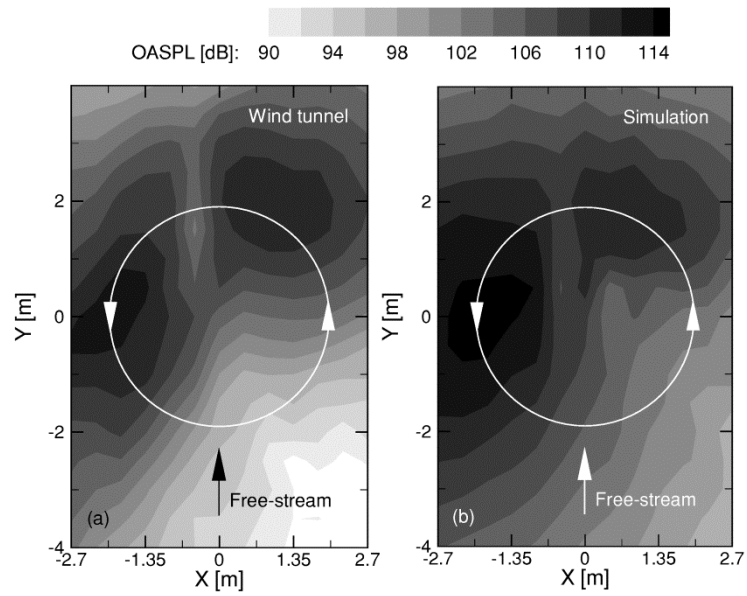 OASPL [dB]: 90 94 98 102 106 110 114
Wind tunnel
Simulation
2
2
Y [m]
0
Y [m]
0
-2
-2
Free-stream
Free-stream
(a)
(b)
-4
-4
-2.7 -1.35 0 1.35 2.7
-2.7 -1.35 0 1.35 2.7
X [m]
X [m]